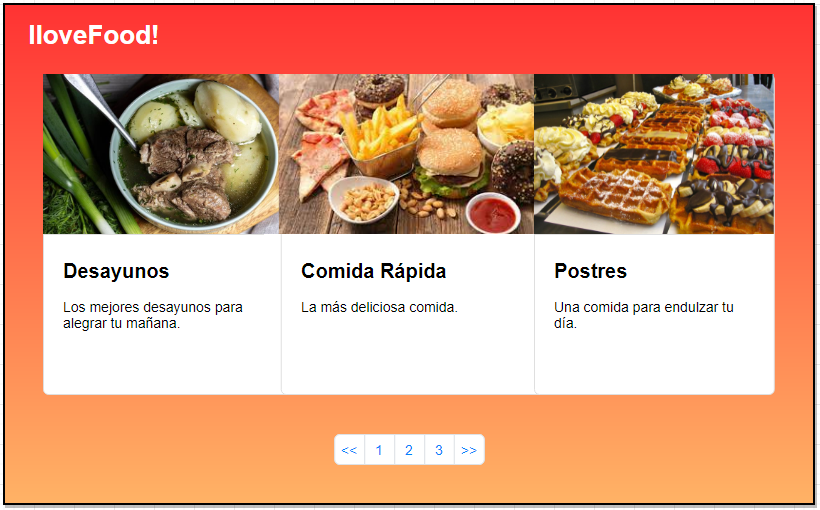 IloveFood!
Desayunos
Los mejores desayunos para
alegrar tu mañana.
Comida Rápida
La más deliciosa comida.
Postres
Una comida para endulzar tu
día.
<< 1 2 3 >>